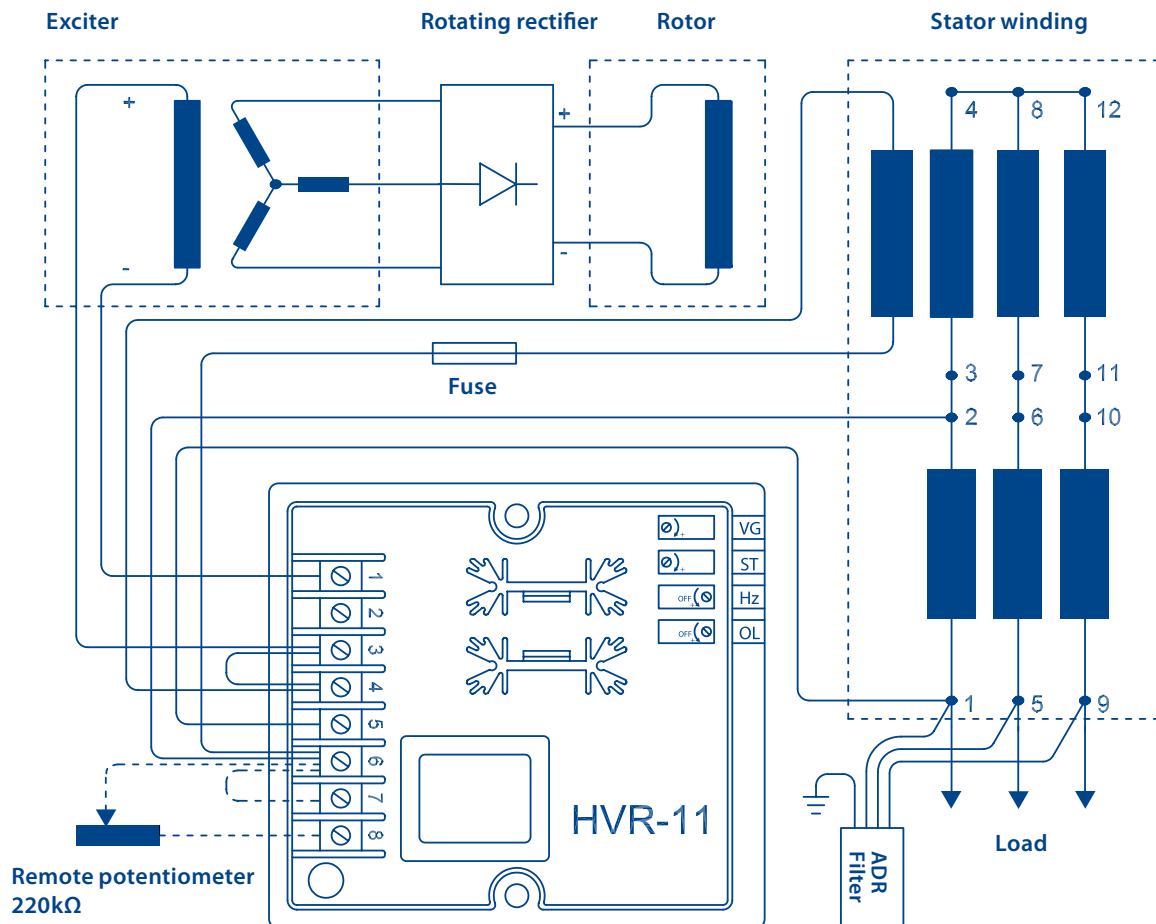 Exciter
Rotating rectifier
Rotor
Stator winding
+
-
+
-
4
8
12
3
7
11
2
6
10
Fuse
1
2
3
4
5
6
7
8
+
VG
+
ST
OFF
+
Hz
OFF
+
OL
HVR-11
1
5
9
ADR
Filter
Load
Remote potentiometer
220kΩ